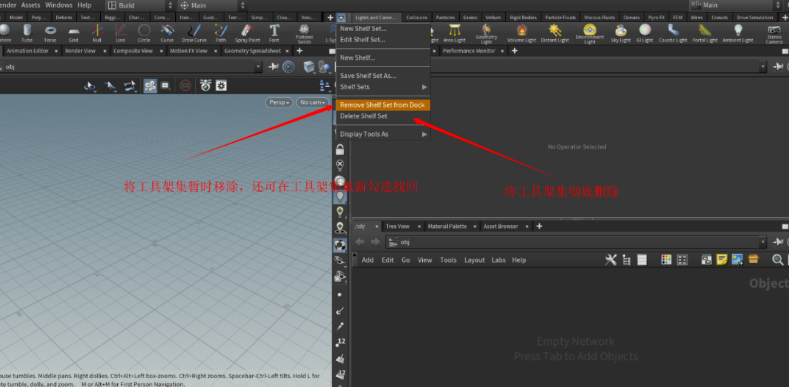 Render Assets Windows Help Build Main Main
Model Poly... Deform Text... Rigg... Char... Con... Hair... Guid... Terr... Simp... Clou... Volu... Lights and Came... Collisions Particles Grains Vellum Rigid Bodies Particle Fluids Viscous Fluids Oceans Pyro FX FEM Wires Crowds Drive Simulation
Sphere Tube Torus Grid Null Line Circle Curve Draw Curve Path Spray Paint Font Platonic Solids Area Light Geometry Light Volume Light Distant Light Environment Light Sky Light GI Light Caustic Light Portal Light Ambient Light Stereo Camera
Animation Editor Render View Composite View Motion FX View Geometry Spreadsheet Performance Monitor
obj
Persp No cam
New Shelf Set...
Edit Shelf Set...
New Shelf...
Save Shelf Set As...
Shelf Sets
Remove Shelf Set from Dock
Delete Shelf Set
Display Tools As
No Operator Selected
将工具架集暂时移除，还可在工具架集重新勾选找回
将工具架集彻底删除
/obj Tree View Material Palette Asset Browser
obj
Add Edit Go View Tools Layout Labs Help
Object
Empty Network
Press Tab to Add Objects
.12
ouse tumbles. Middle pans. Right dollies. Ctrl+Alt+Left box-zooms. Ctrl+Right zooms. Spacebar-Ctrl-Left tilts. Hold L for
ate tumble, dolly, and zoom. M or Alt+M for First Person Navigation.